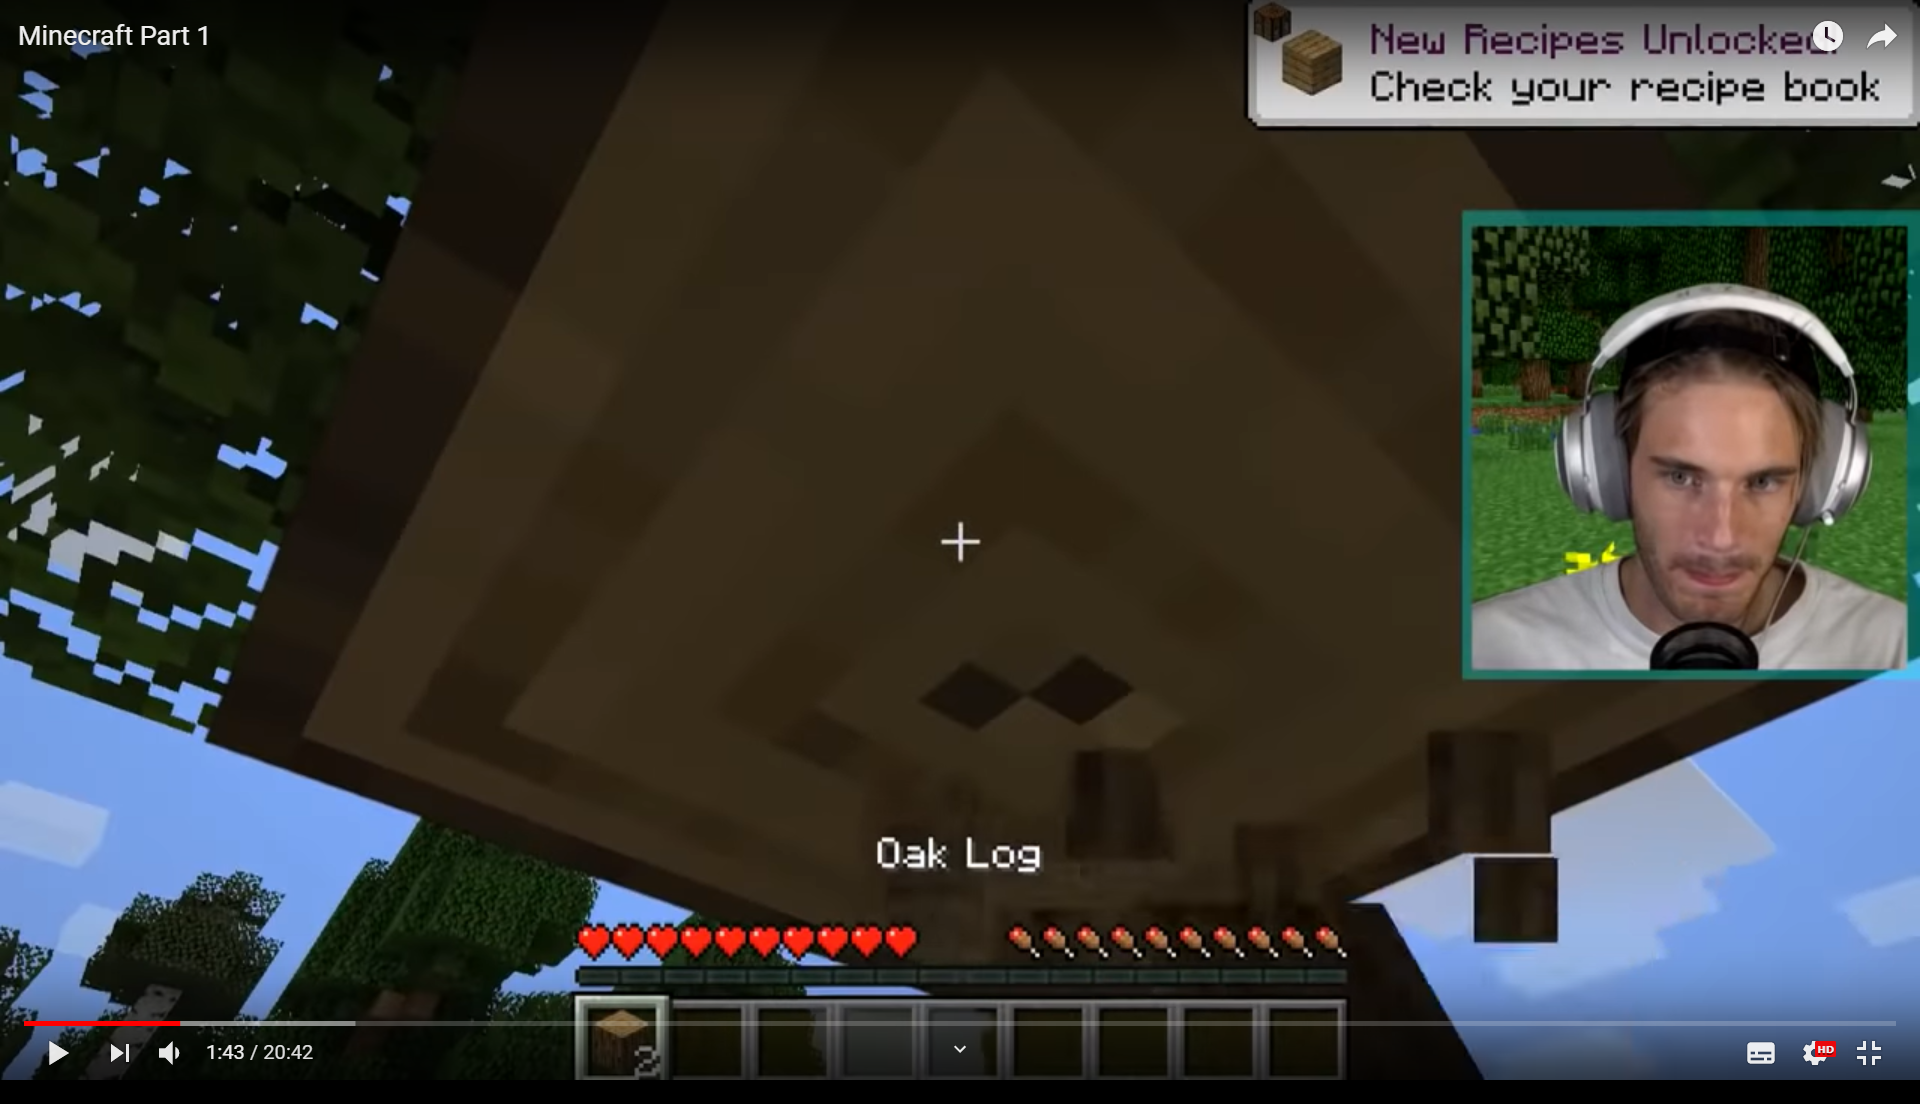 Minecraft Part 1
New Recipes Unlocked!
Check your recipe book
Oak Log
2
1:43 / 20:42
HD